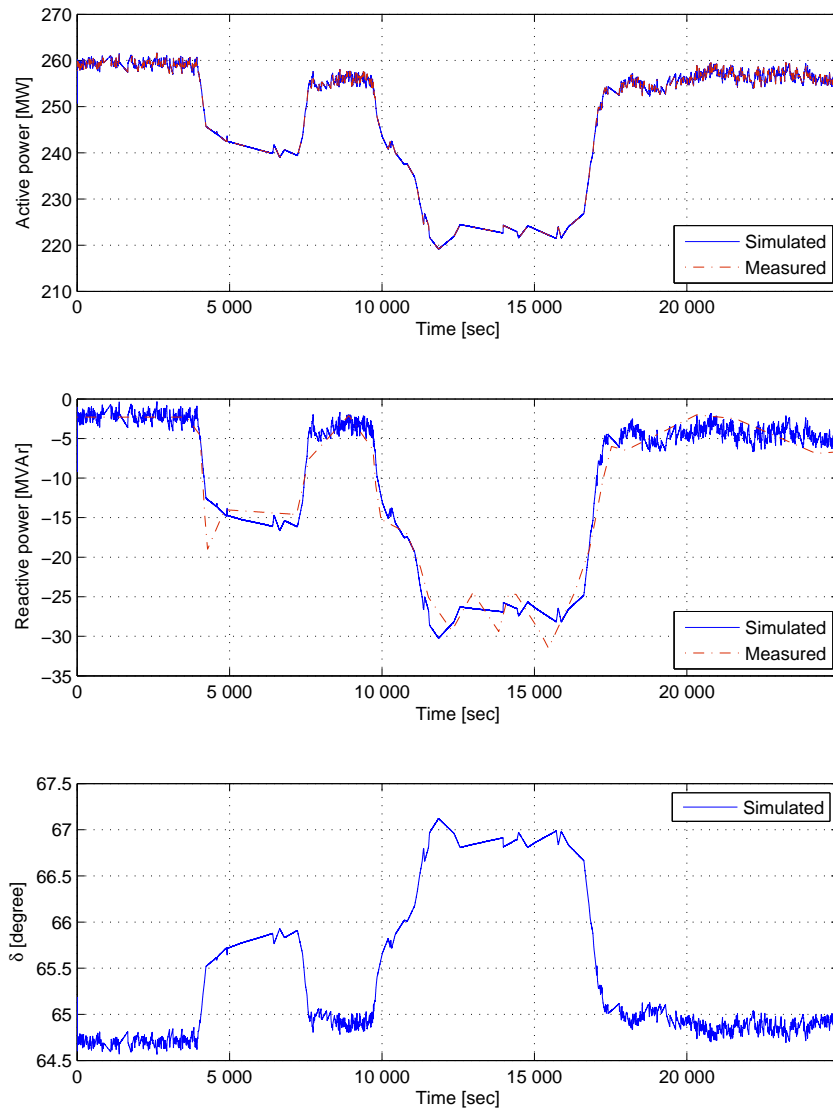 270
260
250
240
230
220
210
Active power [MW]
Simulated
Measured
0 5 000 10 000 15 000 20 000
Time [sec]
0
−5
−10
−15
−20
−25
−30
−35
Reactive power [MVAr]
Simulated
Measured
0 5 000 10 000 15 000 20 000
Time [sec]
67.5
67
66.5
66
65.5
65
64.5
δ [degree]
Simulated
0 5 000 10 000 15 000 20 000
Time [sec]